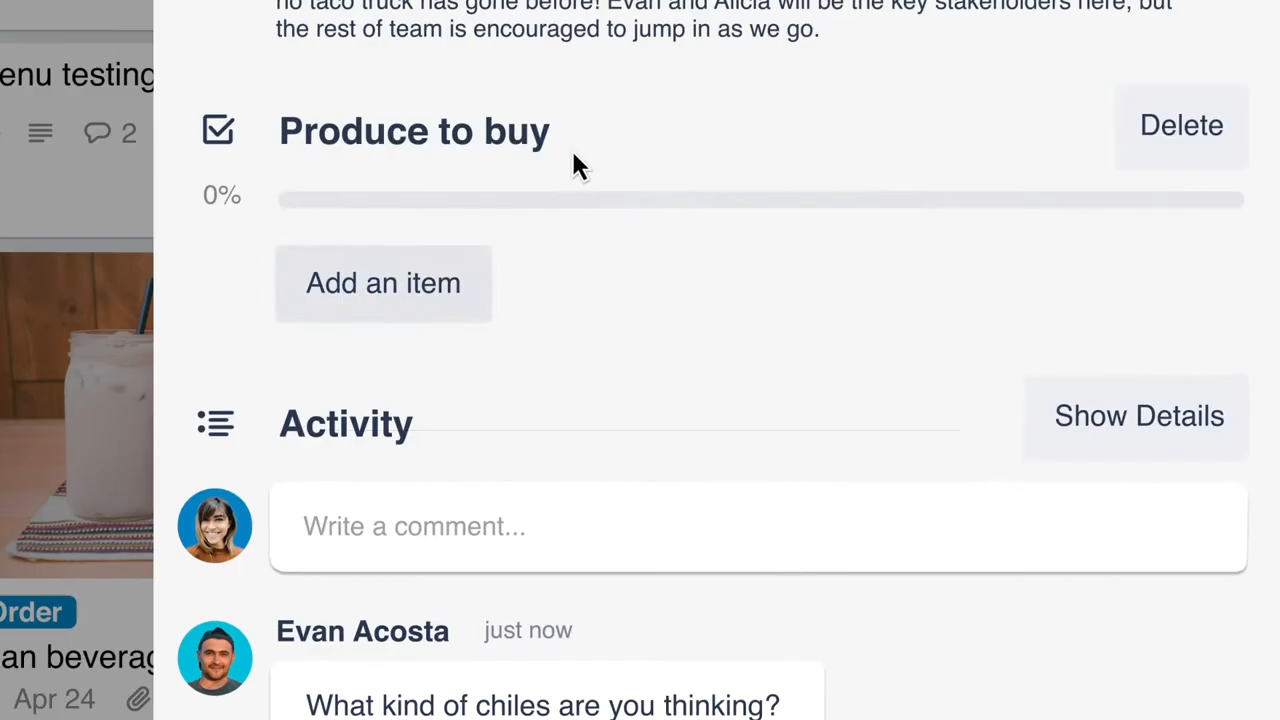 no taco truck has gone before! Evan and Alicia will be the key stakeholders here, but
the rest of team is encouraged to jump in as we go.
enu testing
2
Produce to buy
Delete
0%
Add an item
Activity
Show Details
Write a comment...
Order
Evan Acosta just now
an beverag
Apr 24
What kind of chiles are you thinking?